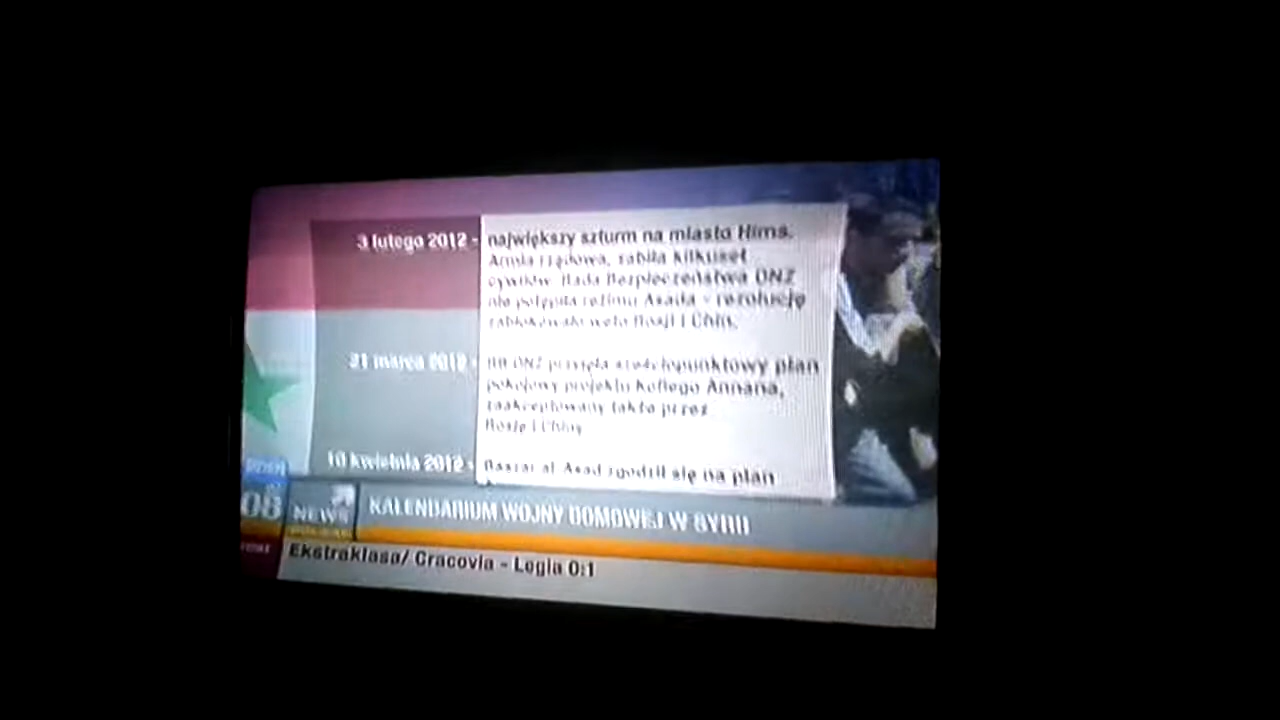 3 lutego 2012 - największy szturm na miasto Hims.
Armia rządowa, zabiła kilkuset
cywilów. Rada Bezpieczeństwa ONZ
nie potępiła reżimu Asada - rezolucję
zablokowało weto Rosji i Chin.
21 marca 2012 - RB ONZ przyjęła sześciopunktowy plan
pokojowy projektu Kofiego Annana,
zaakceptowany także przez
Rosję i Chiny
10 kwietnia 2012 - Baszar al-Asad zgodził się na plan
08
NEWS
KALENDARIUM WOJNY DOMOWEJ W SYRII
Ekstraklasa/ Cracovia - Legia 0:1